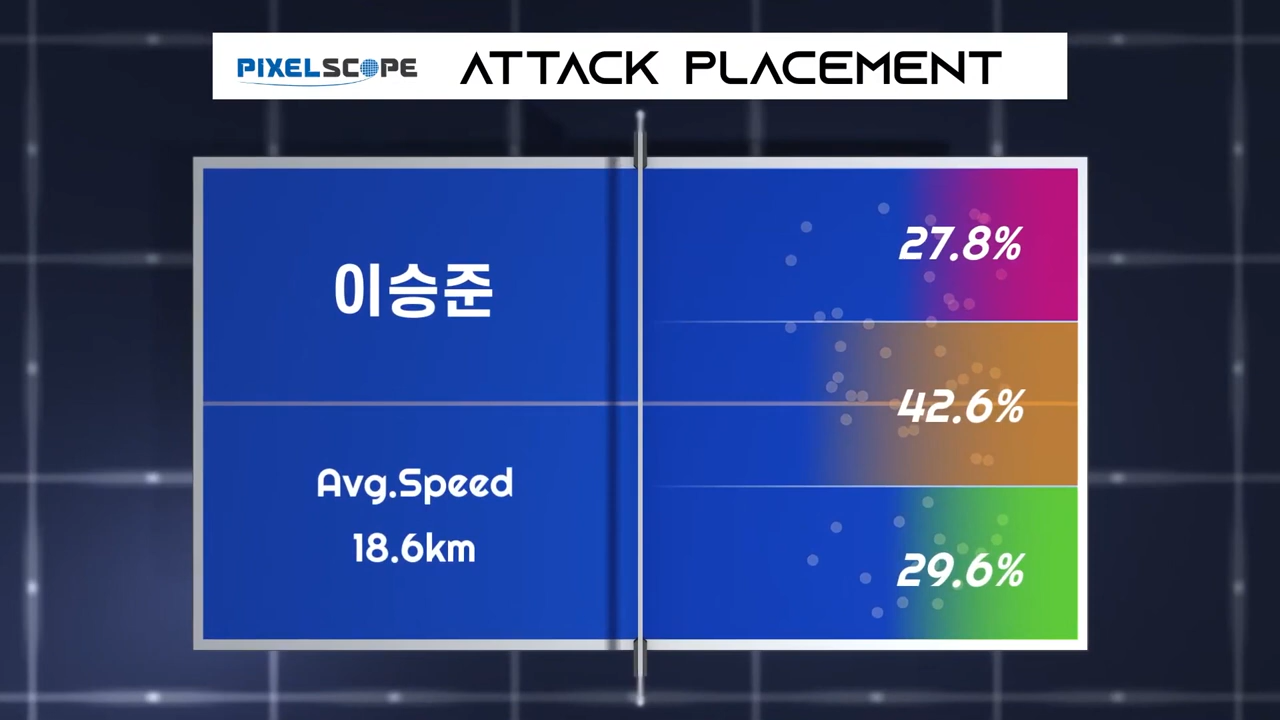 PIXELSCOPE
ATTACK PLACEMENT
이승준
Avg.Speed
18.6km
27.8%
42.6%
29.6%